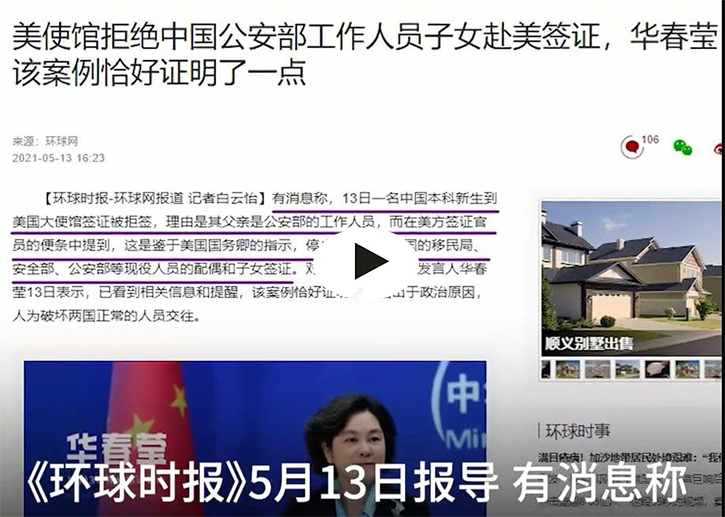 美使馆拒绝中国公安部工作人员子女赴美签证，华春莹
该案例恰好证明了一点
来源：环球网
2021-05-13 16:23
106
【环球时报-环球网报道 记者白云怡】有消息称，13日一名中国本科新生到
美国大使馆签证被拒签，理由是其父亲是公安部的工作人员，而在美方签证官
员的便条中提到，这是鉴于美国国务卿的指示，停 国的移民局、
安全部、公安部等现役人员的配偶和子女签证。对 发言人华春
莹13日表示，已看到相关信息和提醒，该案例恰好证 出于政治原因，
人为破坏两国正常的人员交往。
顺义别墅出售
环球时事
满目疮痍！加沙地带居民处境艰难：“我
中
Mini
华春莹
《环球时报》5月13日报导 有消息称